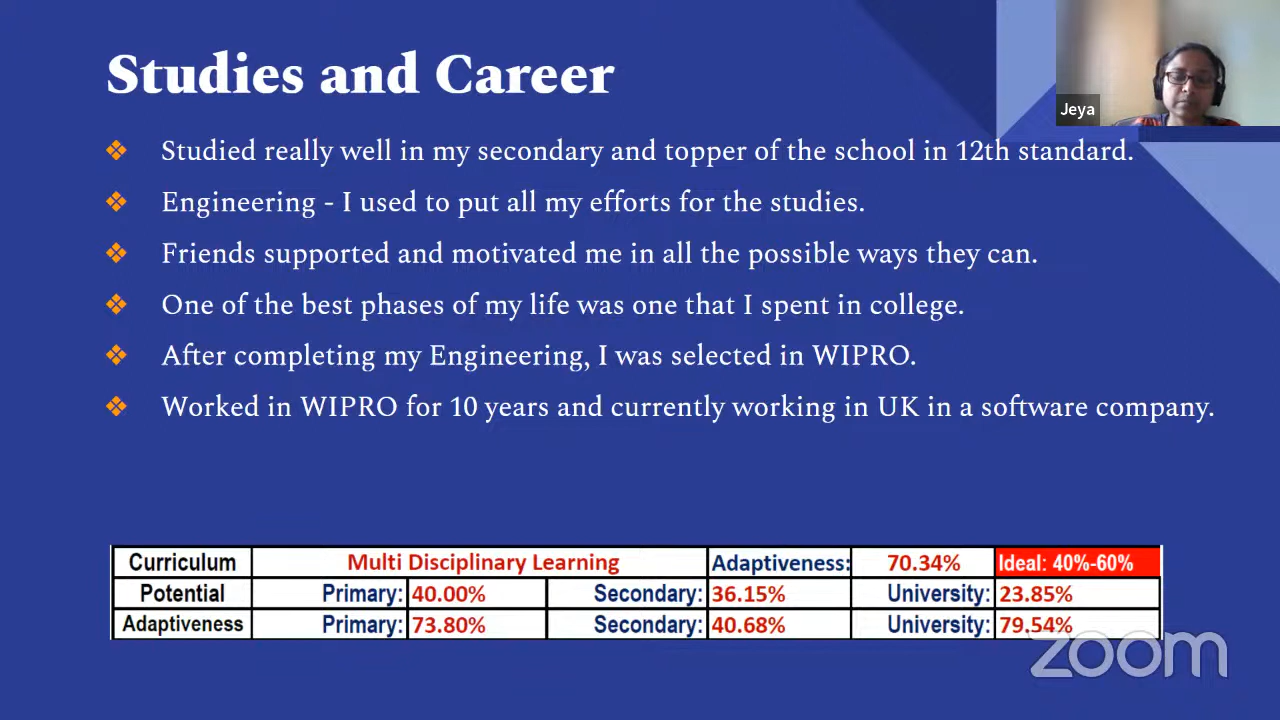 Studies and Career
Jeya
❖ Studied really well in my secondary and topper of the school in 12th standard.
❖ Engineering - I used to put all my efforts for the studies.
❖ Friends supported and motivated me in all the possible ways they can.
❖ One of the best phases of my life was one that I spent in college.
❖ After completing my Engineering, I was selected in WIPRO.
❖ Worked in WIPRO for 10 years and currently working in UK in a software company.
Curriculum Multi Disciplinary Learning Adaptiveness: 70.34% Ideal: 40%-60%
Potential Primary: 40.00% Secondary: 36.15% University: 23.85%
Adaptiveness Primary: 73.80% Secondary: 40.68% University: 79.54%
zoom